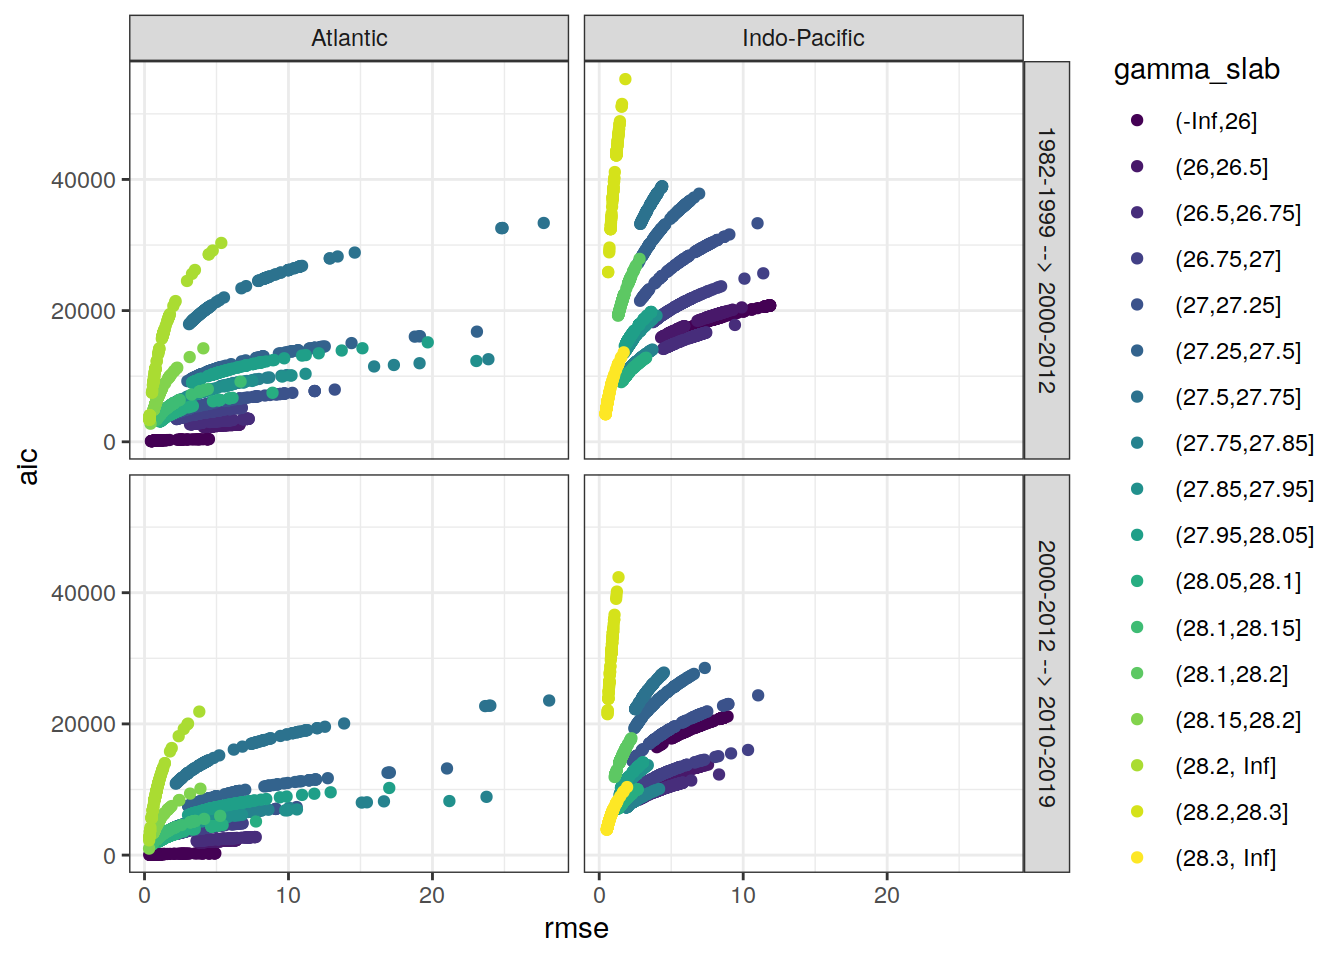 Atlantic
Indo-Pacific
1982-1999 --> 2000-2012
2000-2012 --> 2010-2019
40000
20000
0
40000
20000
0
aic
0
10
20
0
10
20
rmse
gamma_slab
(-Inf,26]
(26,26.5]
(26.5,26.75]
(26.75,27]
(27,27.25]
(27.25,27.5]
(27.5,27.75]
(27.75,27.85]
(27.85,27.95]
(27.95,28.05]
(28.05,28.1]
(28.1,28.15]
(28.1,28.2]
(28.15,28.2]
(28.2, Inf]
(28.2,28.3]
(28.3, Inf]